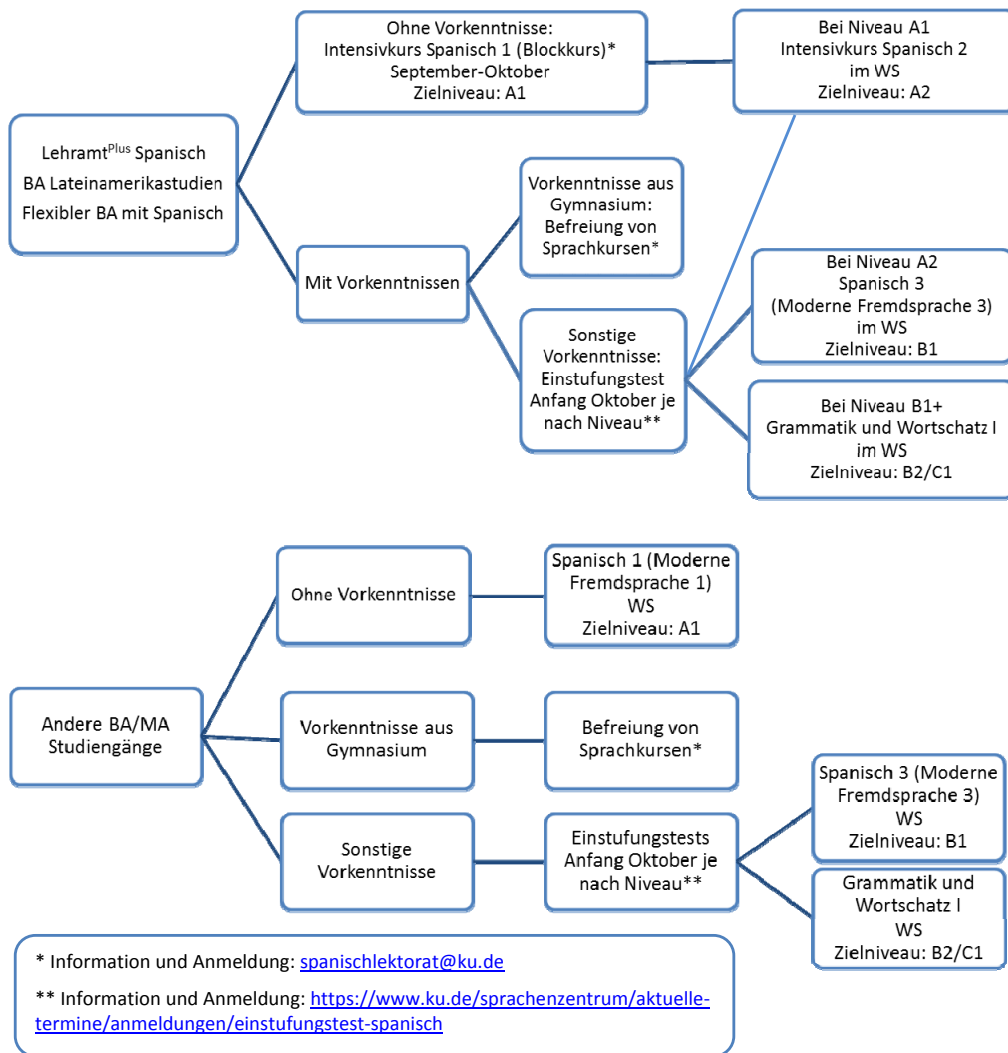 Ohne Vorkenntnisse:
Intensivkurs Spanisch 1 (Blockkurs)*
September-Oktober
Zielniveau: A1
Bei Niveau A1
Intensivkurs Spanisch 2
im WS
Zielniveau: A2
Lehramt^Plus Spanisch
BA Lateinamerikastudien
Flexibler BA mit Spanisch
Vorkenntnisse aus
Gymnasium:
Befreiung von
Sprachkursen*
Mit Vorkenntnissen
Bei Niveau A2
Spanisch 3
(Moderne Fremdsprache 3)
im WS
Zielniveau: B1
Sonstige
Vorkenntnisse:
Einstufungstest
Anfang Oktober je
nach Niveau**
Bei Niveau B1+
Grammatik und Wortschatz I
im WS
Zielniveau: B2/C1
Ohne Vorkenntnisse
Spanisch 1 (Moderne
Fremdsprache 1)
WS
Zielniveau: A1
Andere BA/MA
Studiengänge
Vorkenntnisse aus
Gymnasium
Befreiung von
Sprachkursen*
Sonstige
Vorkenntnisse
Einstufungstests
Anfang Oktober je
nach Niveau**
Spanisch 3 (Moderne
Fremdsprache 3)
WS
Zielniveau: B1
Grammatik und
Wortschatz I
WS
Zielniveau: B2/C1
* Information und Anmeldung: spanischlektorat@ku.de
** Information und Anmeldung: https://www.ku.de/sprachenzentrum/aktuelle-
termine/anmeldungen/einstufungstest-spanisch